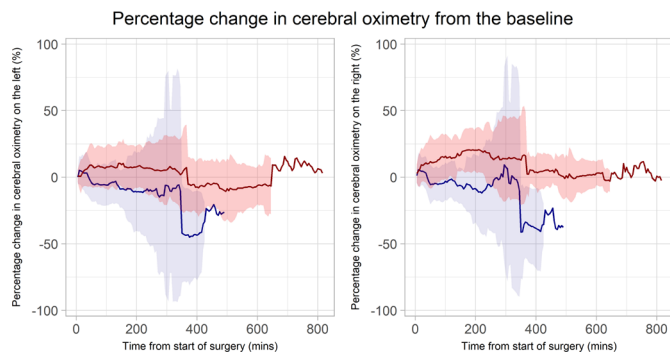 Percentage change in cerebral oximetry from the baseline
Percentage change in cerebral oximetry on the left (%)
100
50
0
-50
-100
0 200 400 600 800
Time from start of surgery (mins)
Percentage change in cerebral oximetry on the right (%)
100
50
0
-50
-100
0 200 400 600 800
Time from start of surgery (mins)